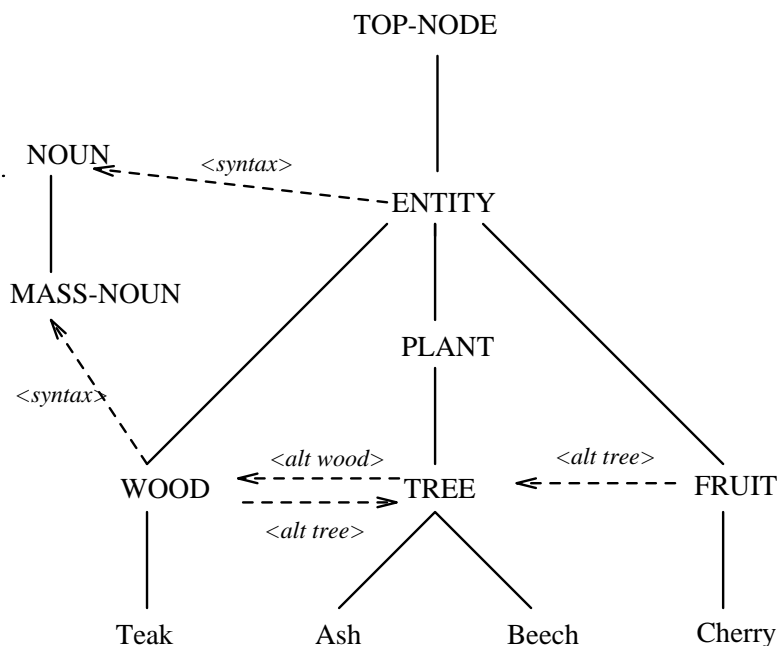 TOP-NODE
NOUN
<syntax>
ENTITY
MASS-NOUN
PLANT
<syntax>
<alt wood>
<alt tree>
WOOD
TREE
FRUIT
<alt tree>
Teak
Ash
Beech
Cherry